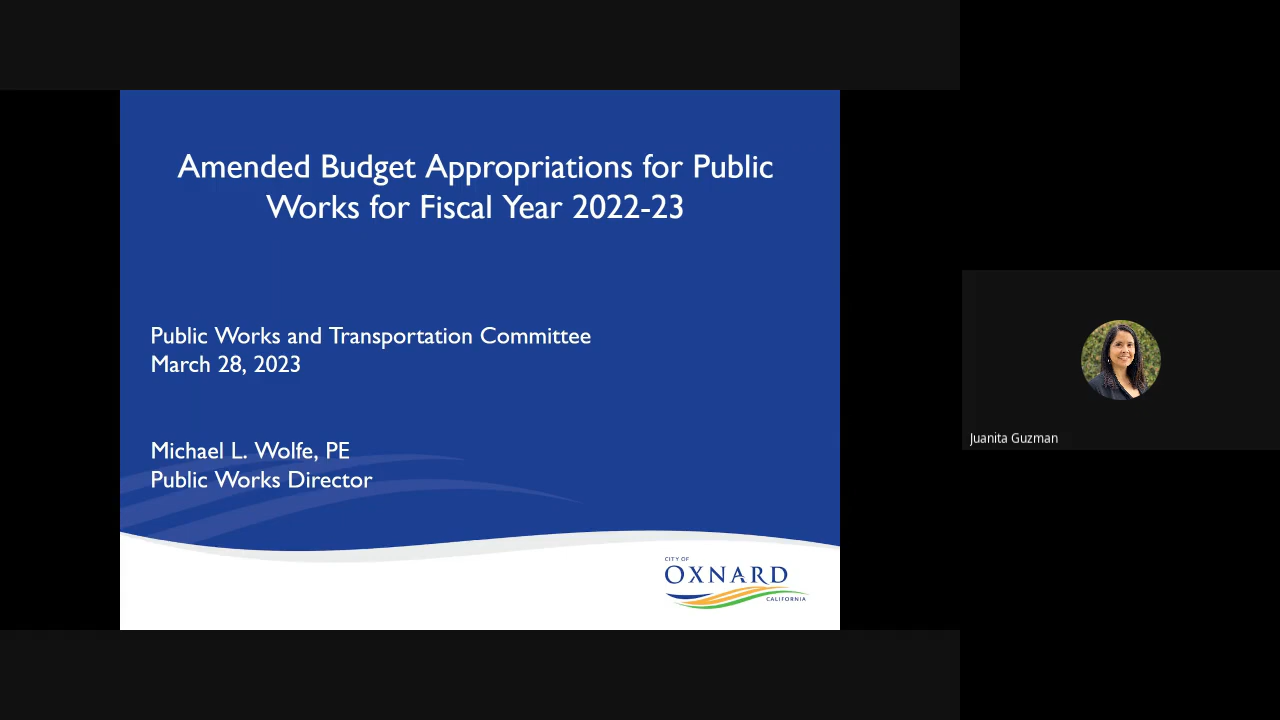 Amended Budget Appropriations for Public
Works for Fiscal Year 2022-23
Public Works and Transportation Committee
March 28, 2023
Michael L. Wolfe, PE
Public Works Director
CITY OF
OXNARD
CALIFORNIA
Juanita Guzman